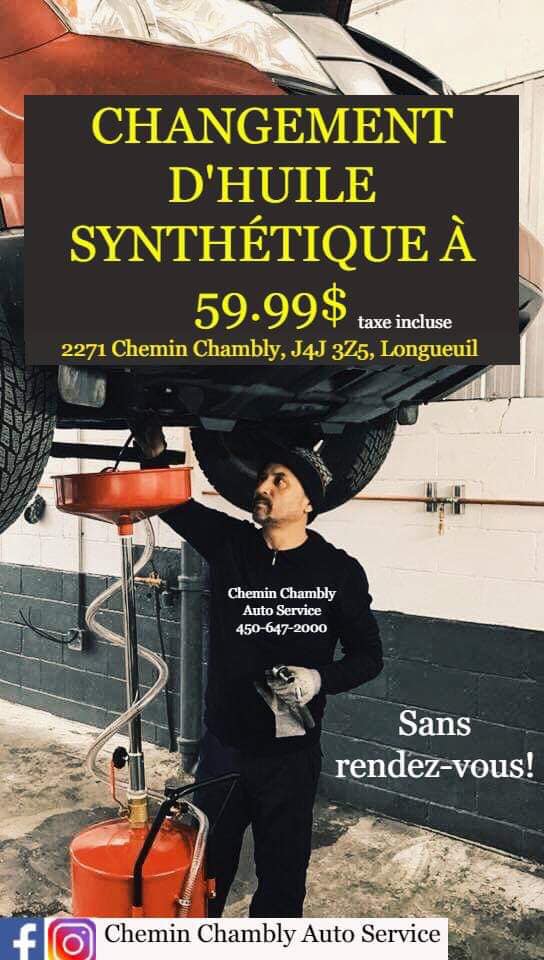 CHANGEMENT
D'HUILE
SYNTHÉTIQUE À
59.99$ taxe incluse
2271 Chemin Chambly, J4J 3Z5, Longueuil
Chemin Chambly
Auto Service
450-647-2000
Sans
rendez-vous!
Chemin Chambly Auto Service